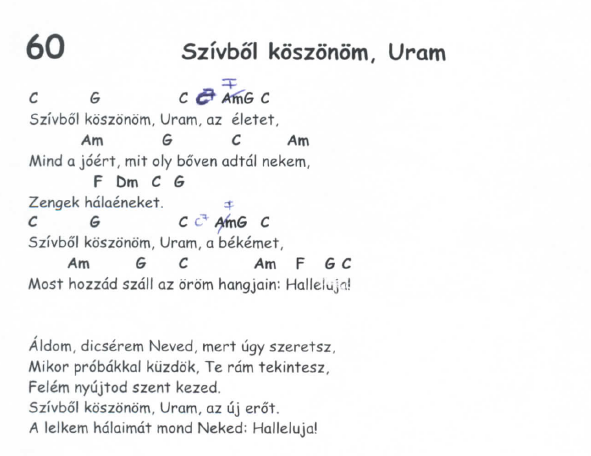 60 Szívből köszönöm, Uram
F
C G C C7 AmG C
Szívből köszönöm, Uram, az életet,
Am G C Am
Mind a jóért, mit oly bőven adtál nekem,
F Dm C G
Zengek hálaéneket.
F
C G C C7 AmG C
Szívből köszönöm, Uram, a békémet,
Am G C Am F G C
Most hozzád száll az öröm hangjain: Halleluja!
Áldom, dicsérem Neved, mert úgy szeretsz,
Mikor próbákkal küzdök, Te rám tekintesz,
Felém nyújtod szent kezed.
Szívből köszönöm, Uram, az új erőt.
A lelkem hálaimát mond Neked: Halleluja!